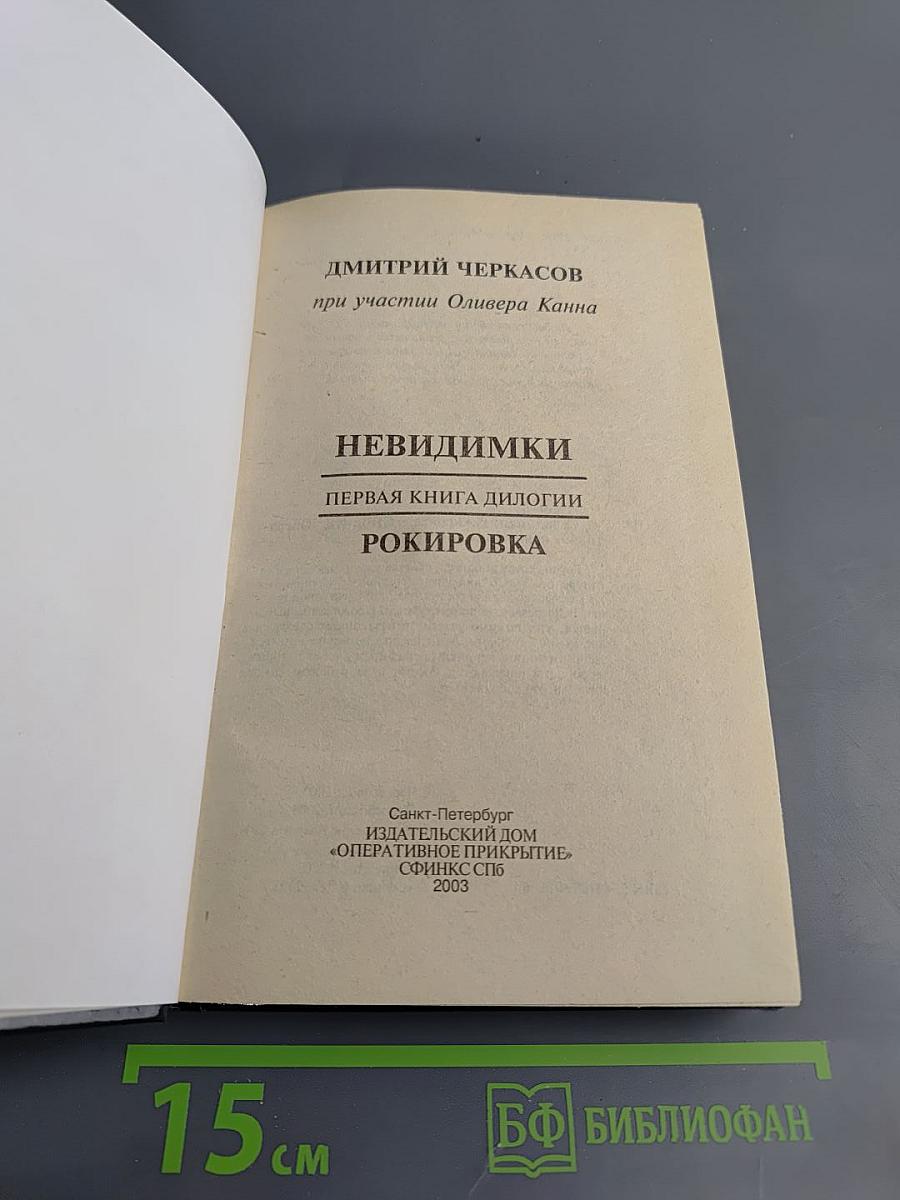 ДМИТРИЙ ЧЕРКАСОВ
при участии Оливера Канна
НЕВИДИМКИ
ПЕРВАЯ КНИГА ДИЛОГИИ
РОКИРОВКА
Санкт-Петербург
ИЗДАТЕЛЬСКИЙ ДОМ
«ОПЕРАТИВНОЕ ПРИКРЫТИЕ»
СФИНКС СПб
2003
15 см
БФ БИБЛИОФАН